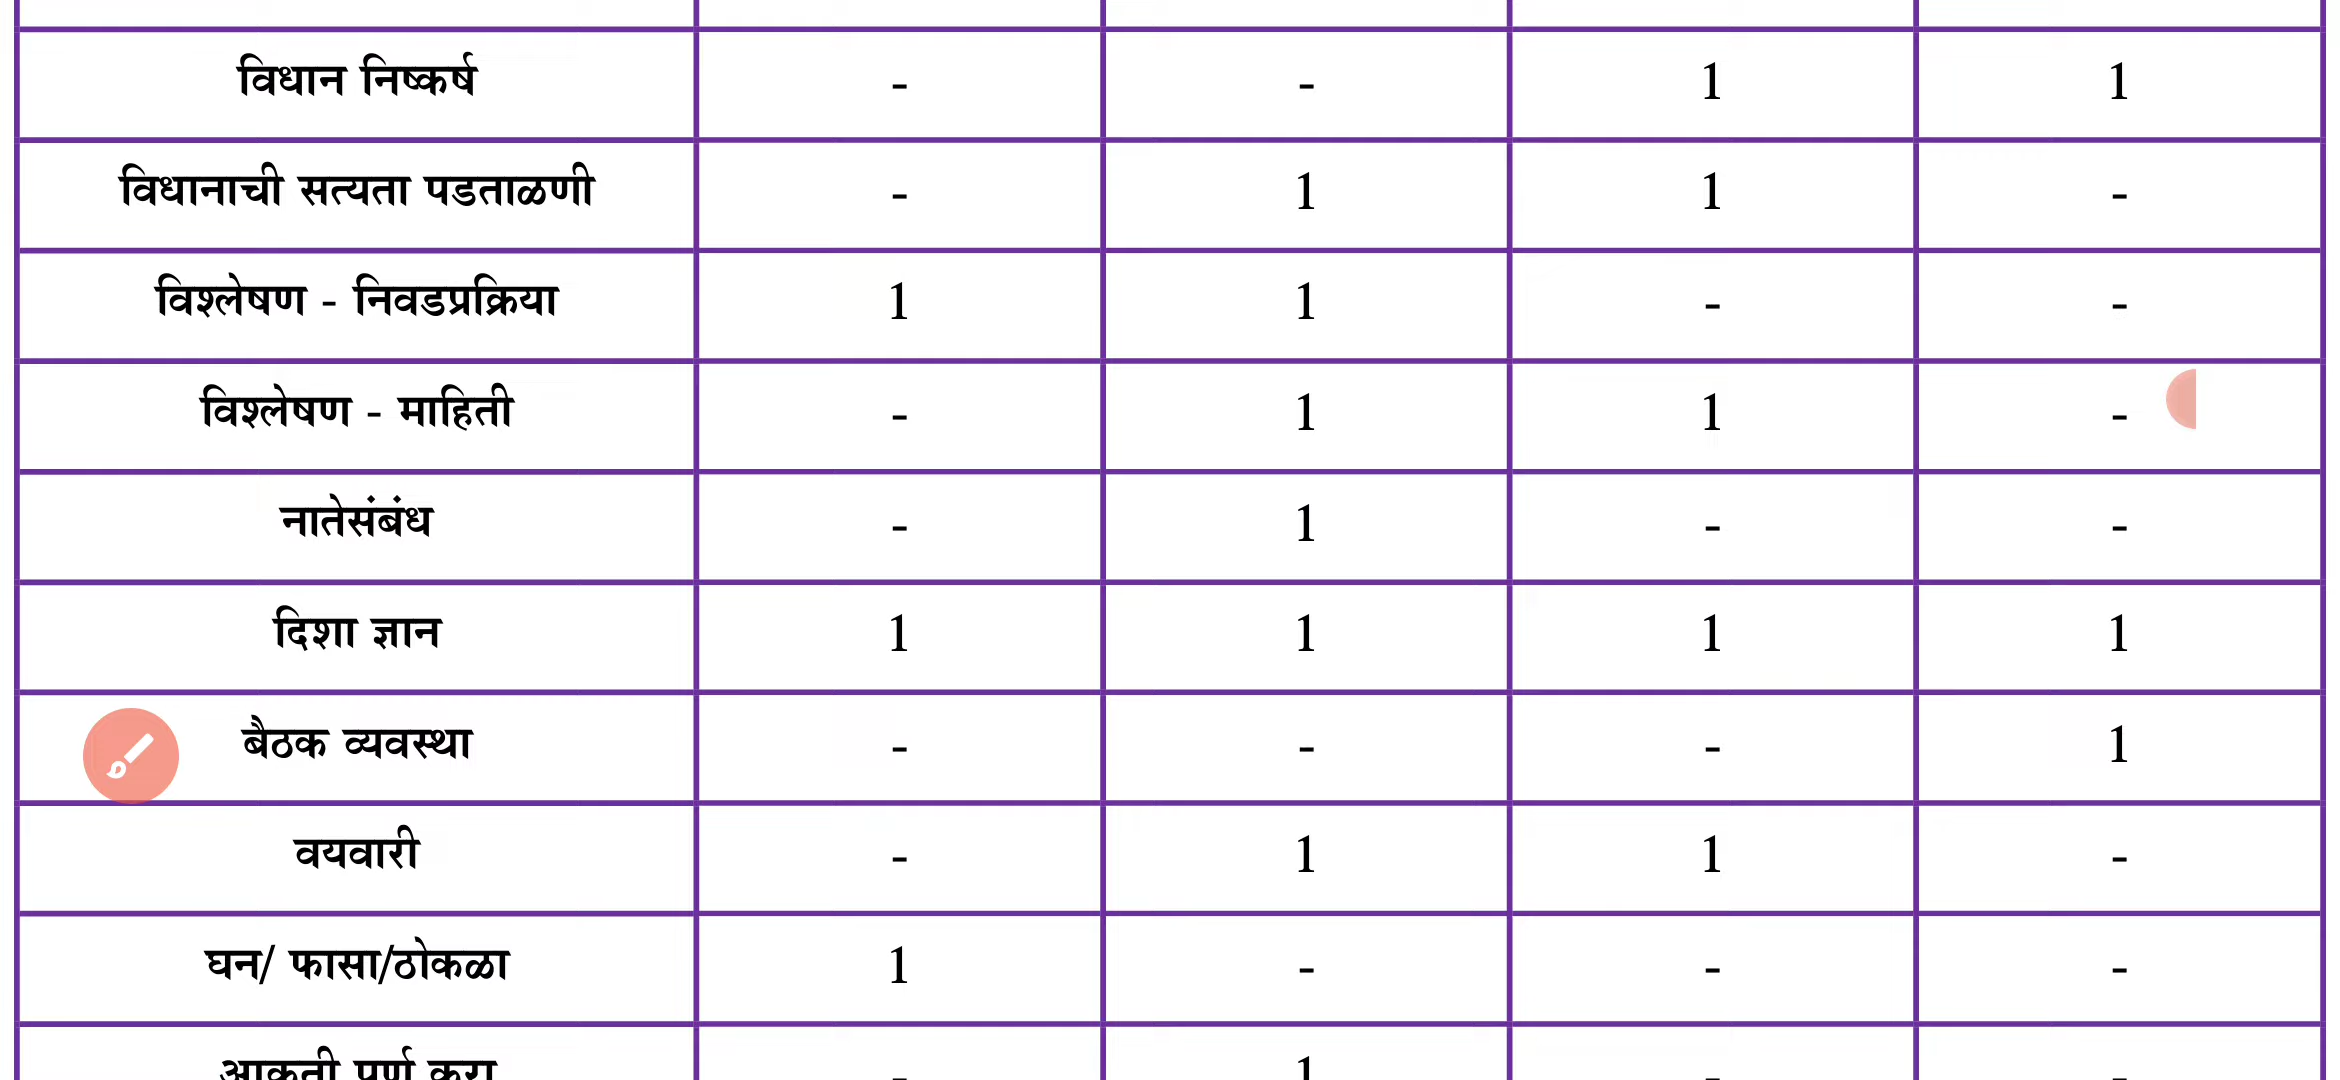 विधान निष्कर्ष - - 1 1
विधानाची सत्यता पडताळणी - 1 1 -
विश्लेषण - निवडप्रक्रिया 1 1 - -
विश्लेषण - माहिती - 1 1 -
नातेसंबंध - 1 - -
दिशा ज्ञान 1 1 1 1
बैठक व्यवस्था - - - 1
वयवारी - 1 1 -
घन/ फासा/ठोकळा 1 - - -
आकृती पूर्ण करा - 1 - -